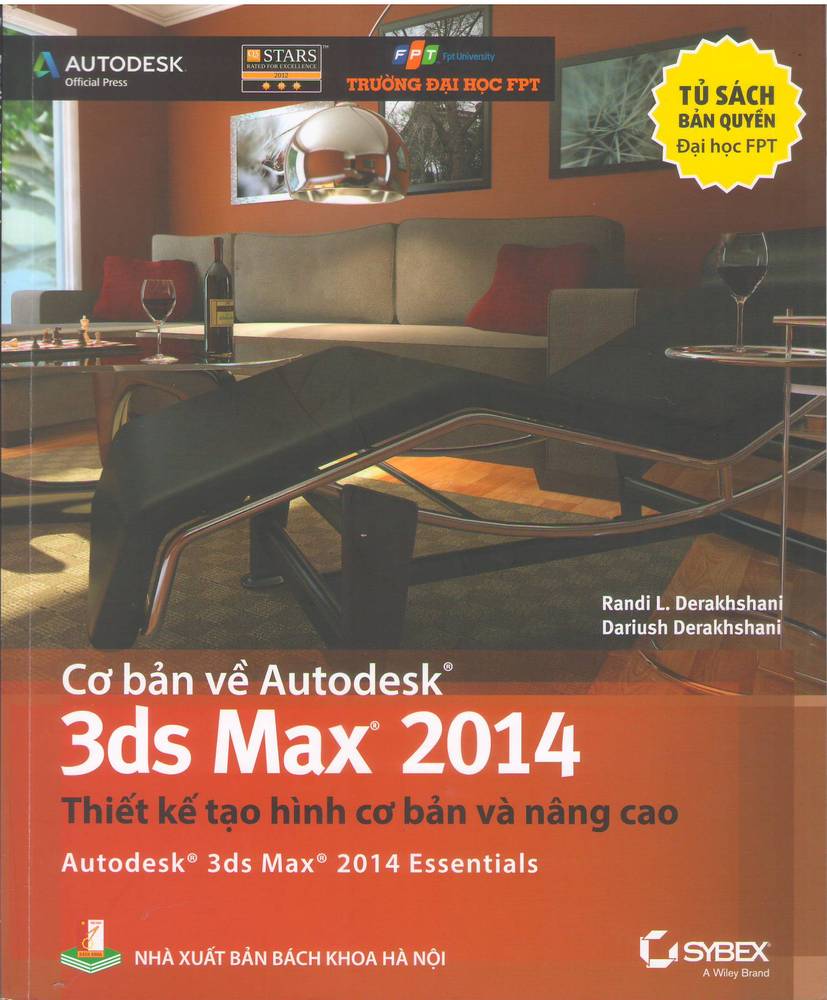 AUTODESK
Official Press
QS STARS™
RATED FOR EXCELLENCE
2012
FPT Fpt University
TRƯỜNG ĐẠI HỌC FPT
TỦ SÁCH
BẢN QUYỀN
Đại học FPT
Randi L. Derakhshani
Dariush Derakhshani
Cơ bản về Autodesk®
3ds Max® 2014
Thiết kế tạo hình cơ bản và nâng cao
Autodesk® 3ds Max® 2014 Essentials
NHÀ XUẤT BẢN BÁCH KHOA HÀ NỘI
SYBEX®
A Wiley Brand